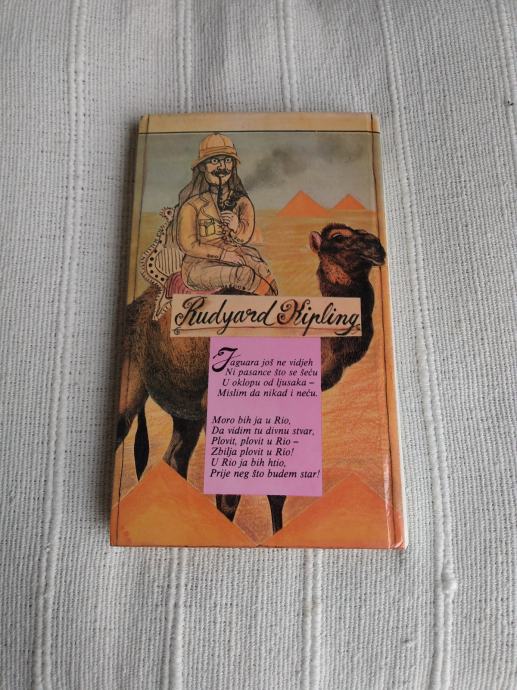 Rudyard Kipling
Jaguara još ne vidjeh
Ni pasance što se šeću
U oklopu od ljusaka –
Mislim da nikad i neću.
Moro bih ja u Rio,
Da vidim tu divnu stvar,
Plovit, plovit u Rio –
Zbilja plovit u Rio!
U Rio ja bih htio,
Prije neg što budem star!